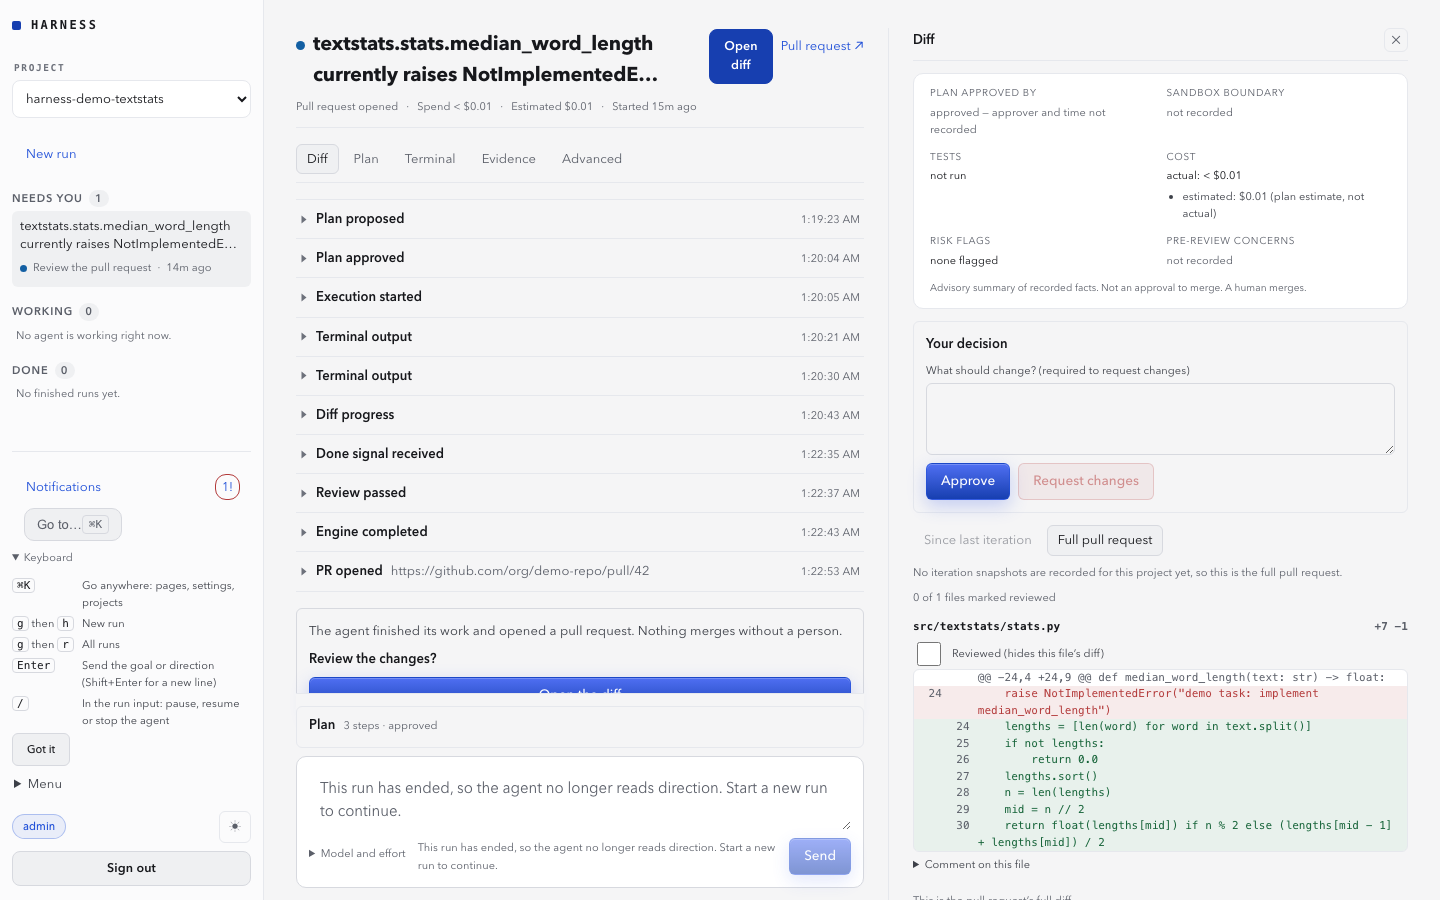 HARNESS
PROJECT
harness-demo-textstats
New run
NEEDS YOU 1
textstats.stats.median_word_length
currently raises NotImplementedE...
Review the pull request · 14m ago
WORKING 0
No agent is working right now.
DONE 0
No finished runs yet.
Notifications 1!
Go to... ⌘K
Keyboard
⌘K Go anywhere: pages, settings,
projects
g then h New run
g then r All runs
Enter Send the goal or direction
(Shift+Enter for a new line)
/ In the run input: pause, resume
or stop the agent
Got it
Menu
admin
Sign out
textstats.stats.median_word_length
currently raises NotImplementedE...
Open
diff
Pull request ↗
Pull request opened · Spend < $0.01 · Estimated $0.01 · Started 15m ago
Diff Plan Terminal Evidence Advanced
Plan proposed 1:19:23 AM
Plan approved 1:20:04 AM
Execution started 1:20:05 AM
Terminal output 1:20:21 AM
Terminal output 1:20:30 AM
Diff progress 1:20:43 AM
Done signal received 1:22:35 AM
Review passed 1:22:37 AM
Engine completed 1:22:43 AM
PR opened https://github.com/org/demo-repo/pull/42 1:22:53 AM
The agent finished its work and opened a pull request. Nothing merges without a person.
Review the changes?
Open the diff
Plan 3 steps · approved
This run has ended, so the agent no longer reads direction. Start a new run
to continue.
Model and effort
This run has ended, so the agent no longer reads direction. Start a new
run to continue.
Send
Diff
PLAN APPROVED BY
approved — approver and time not
recorded
SANDBOX BOUNDARY
not recorded
TESTS
not run
COST
actual: < $0.01
• estimated: $0.01 (plan estimate, not
actual)
RISK FLAGS
none flagged
PRE-REVIEW CONCERNS
not recorded
Advisory summary of recorded facts. Not an approval to merge. A human merges.
Your decision
What should change? (required to request changes)
Approve Request changes
Since last iteration Full pull request
No iteration snapshots are recorded for this project yet, so this is the full pull request.
0 of 1 files marked reviewed
src/textstats/stats.py +7 −1
Reviewed (hides this file's diff)
@@ −24,4 +24,9 @@ def median_word_length(text: str) −> float:
24 raise NotImplementedError("demo task: implement
median_word_length")
24 lengths = [len(word) for word in text.split()]
25 if not lengths:
26 return 0.0
27 lengths.sort()
28 n = len(lengths)
29 mid = n // 2
30 return float(lengths[mid]) if n % 2 else (lengths[mid − 1]
+ lengths[mid]) / 2
Comment on this file
This is the pull request's full diff